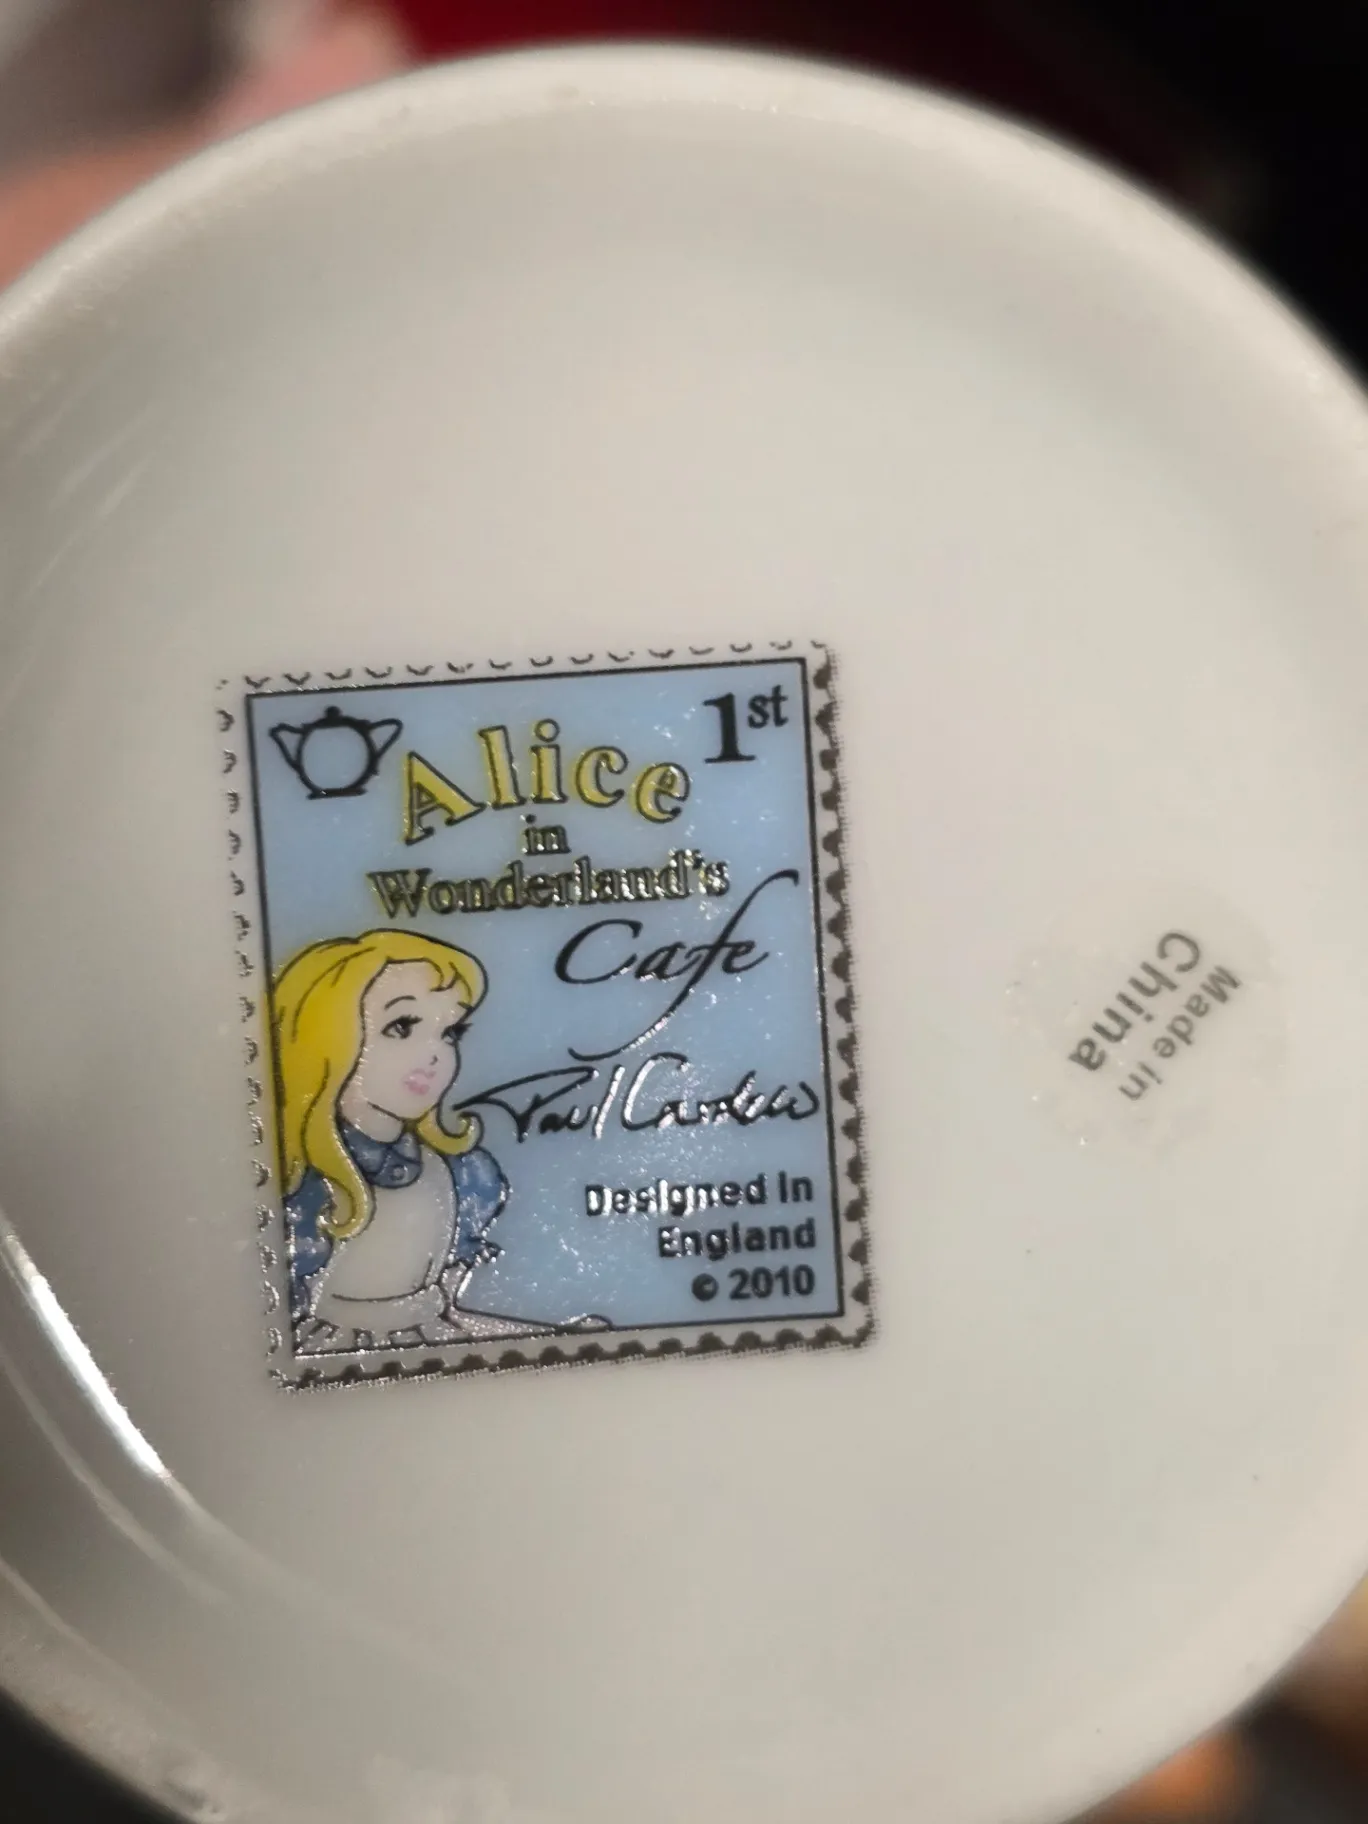 1st
Alice
in
Wonderland's
Cafe
Paul Cardew
Designed in
England
© 2010
Made in
China